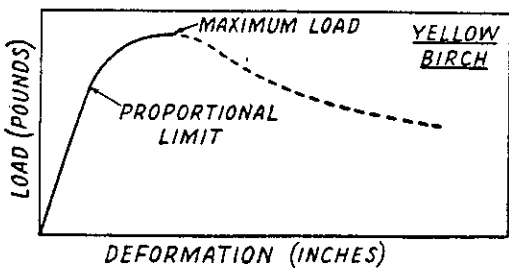 MAXIMUM LOAD
YELLOW
BIRCH
PROPORTIONAL
LIMIT
LOAD (POUNDS)
DEFORMATION (INCHES)